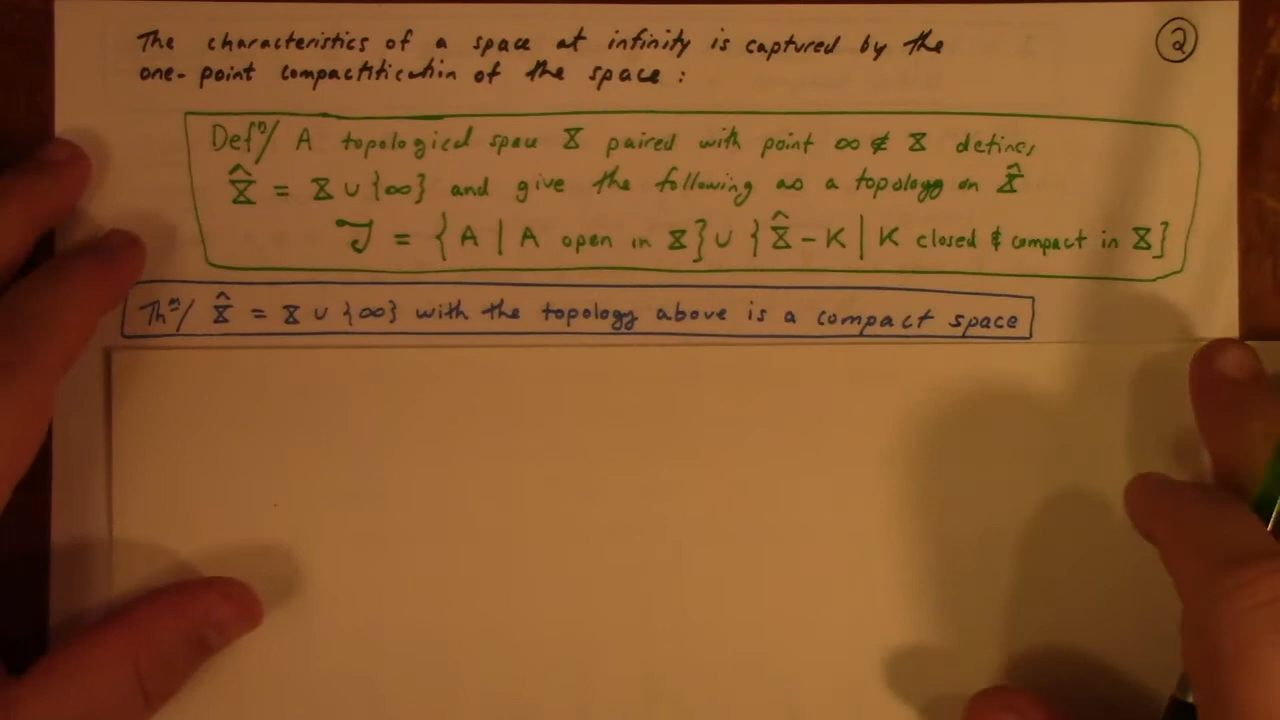 The characteristics of a space at infinity is captured by the
②
one-point compactification of the space:
Defⁿ/ A topological space X paired with point ∞ ∉ X defines
X̂ = X ∪ {∞} and give the following as a topology on X̂
𝒯 = {A | A open in X} ∪ {X̂ - K | K closed & compact in X}
Thᵐ/ X̂ = X ∪ {∞} with the topology above is a compact space